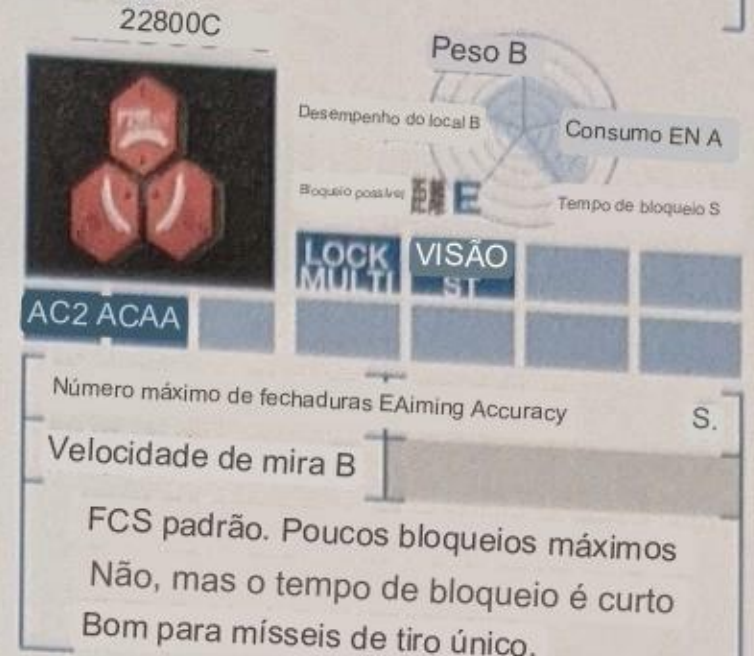 22800C
Peso B
Desempenho do local B
Consumo EN A
Bloqueio possível
E
Tempo de bloqueio S
LOCK MULTI
VISÃO
ST
AC2 ACAA
Número máximo de fechaduras EAiming Accuracy S.
Velocidade de mira B
FCS padrão. Poucos bloqueios máximos
Não, mas o tempo de bloqueio é curto
Bom para mísseis de tiro único.